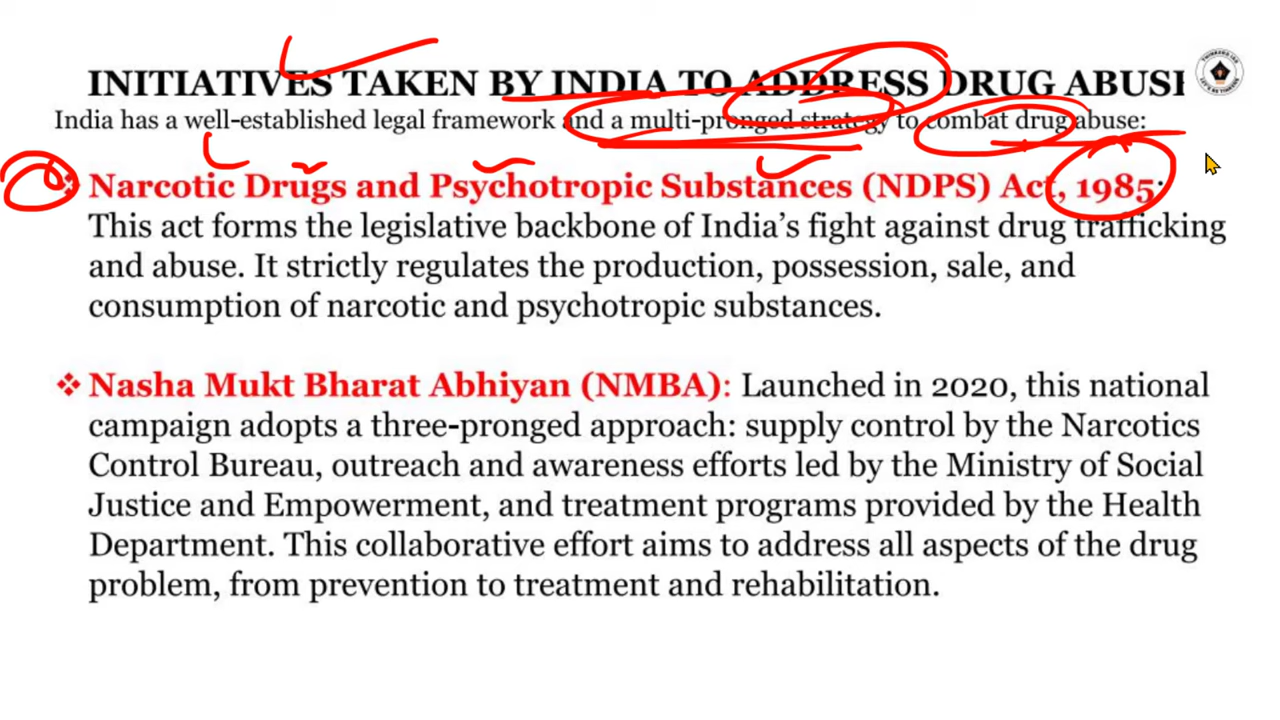 INITIATIVES TAKEN BY INDIA TO ADDRESS DRUG ABUSE
India has a well-established legal framework and a multi-pronged strategy to combat drug abuse:
❖ Narcotic Drugs and Psychotropic Substances (NDPS) Act, 1985:
This act forms the legislative backbone of India's fight against drug trafficking
and abuse. It strictly regulates the production, possession, sale, and
consumption of narcotic and psychotropic substances.
❖ Nasha Mukt Bharat Abhiyan (NMBA): Launched in 2020, this national
campaign adopts a three-pronged approach: supply control by the Narcotics
Control Bureau, outreach and awareness efforts led by the Ministry of Social
Justice and Empowerment, and treatment programs provided by the Health
Department. This collaborative effort aims to address all aspects of the drug
problem, from prevention to treatment and rehabilitation.